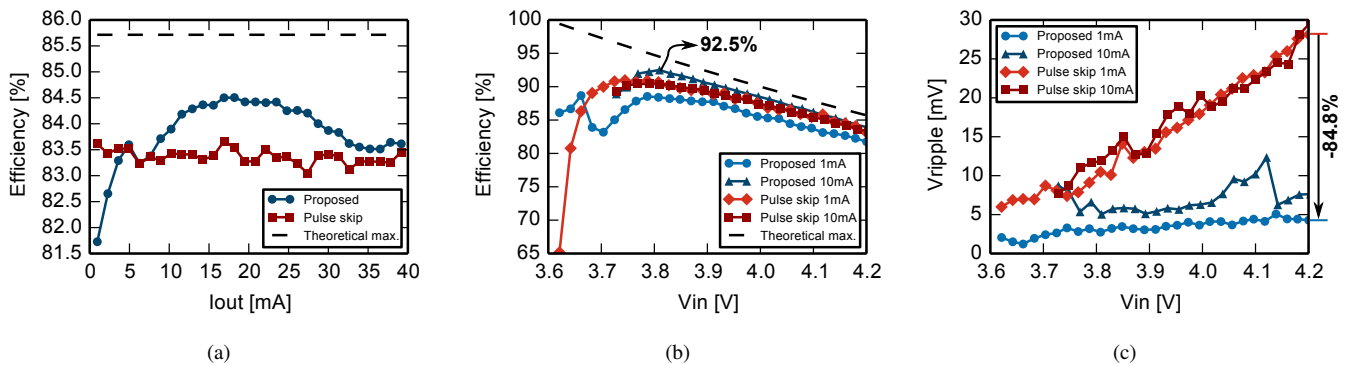 86.0
85.5
85.0
84.5
84.0
83.5
83.0
82.5
82.0
81.5
Efficiency [%]
Proposed
Pulse skip
Theoretical max.
0 5 10 15 20 25 30 35 40
Iout [mA]
(a)
100
95
90
85
80
75
70
65
Efficiency [%]
92.5%
Proposed 1mA
Proposed 10mA
Pulse skip 1mA
Pulse skip 10mA
Theoretical max.
3.6 3.7 3.8 3.9 4.0 4.1 4.2
Vin [V]
(b)
30
25
20
15
10
5
0
Vripple [mV]
Proposed 1mA
Proposed 10mA
Pulse skip 1mA
Pulse skip 10mA
-84.8%
3.6 3.7 3.8 3.9 4.0 4.1 4.2
Vin [V]
(c)